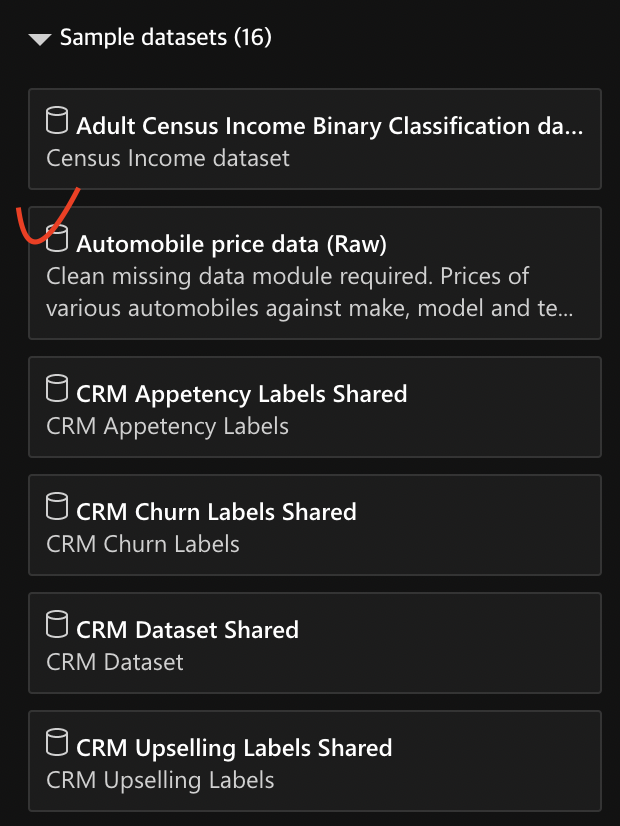 Sample datasets (16)
Adult Census Income Binary Classification da...
Census Income dataset
Automobile price data (Raw)
Clean missing data module required. Prices of
various automobiles against make, model and te...
CRM Appetency Labels Shared
CRM Appetency Labels
CRM Churn Labels Shared
CRM Churn Labels
CRM Dataset Shared
CRM Dataset
CRM Upselling Labels Shared
CRM Upselling Labels